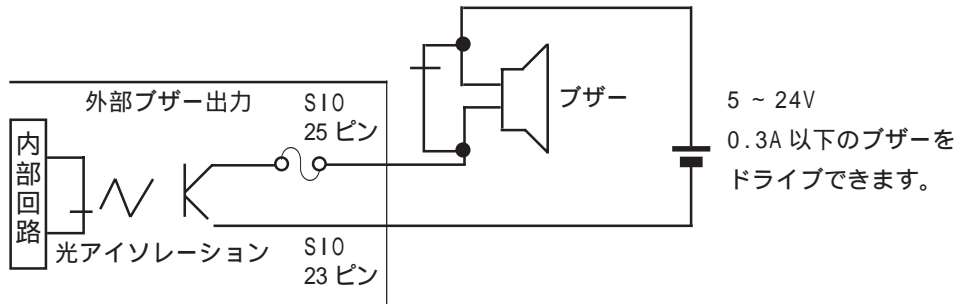 外部ブザー出力
SIO
25 ピン
内部回路
光アイソレーション
SIO
23 ピン
ブザー
5 ~ 24V
0.3A 以下のブザーを
ドライブできます。